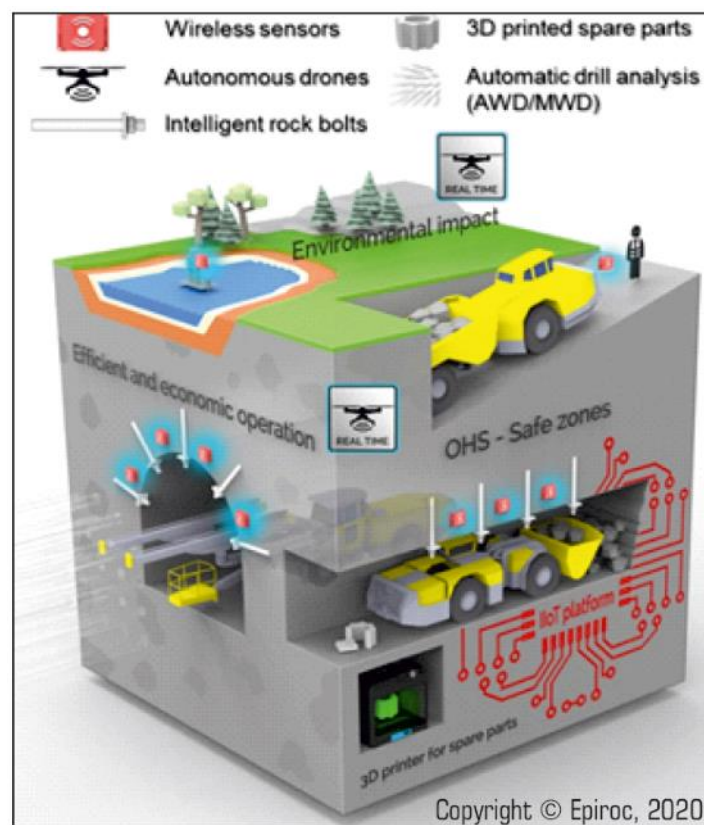 Wireless sensors
3D printed spare parts
Autonomous drones
Automatic drill analysis
(AWD/MWD)
Intelligent rock bolts
REAL TIME
Environmental impact
Efficient and economic operation
REAL TIME
OHS - Safe zones
IIoT platform
3D printer for spare parts
Copyright © Epiroc, 2020